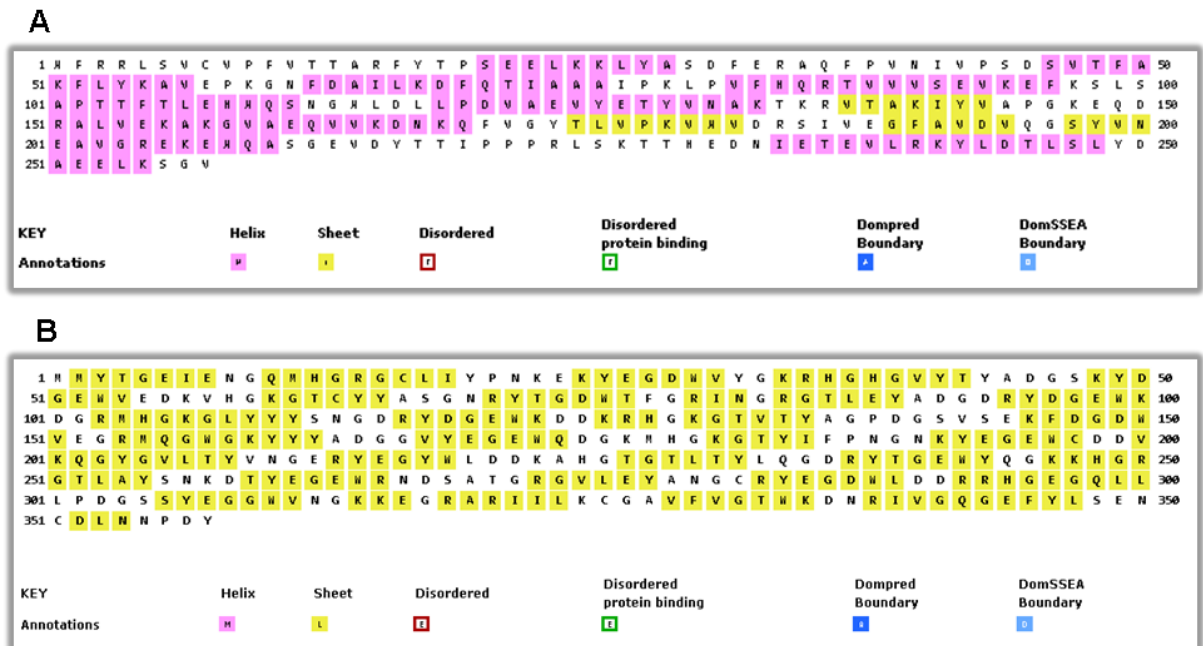 A
1 M F R R L S V C V P F V T T A R F Y T P S E E L K K L Y A S D F E R A Q F P V N I V P S D S V T F A 50
51 K F L Y K A V E P K G N F D A I L K D F Q T I A A A I P K L P V F H Q R T V V V S E V K E F K S L S 100
101 A P T T F T L E H M Q S N G W L D L L P D V A E V Y E T Y V N A K T K R V T A K I Y V A P G K E Q D 150
151 R A L V E K A K G V A E Q V V K D N K Q F V G Y T L V P K V M V D R S I V E G F A V D V Q G S Y V N 200
201 E A V G R E K E M Q A S G E V D Y T T I P P P R L S K T T M E D N I E T E V L R K Y L D T L S L Y D 250
251 A E E L K S G V
KEY Helix Sheet Disordered Disordered protein binding Dompred Boundary DomSSEA Boundary
Annotations
B
1 M M Y T G E I E N G Q M H G R G C L I Y P N K E K Y E G D W V Y G K R H G H G V Y T Y A D G S K Y D 50
51 G E W V E D K V H G K G T C Y Y A S G N R Y T G D W T F G R I N G R G T L E Y A D G D R Y D G E W K 100
101 D G R M H G K G L Y Y Y S N G D R Y D G E W K D D K R H G K G T V T Y A G P D G S V S E K F D G D W 150
151 V E G R M Q G W G K Y Y Y A D G G V Y E G E W Q D G K M H G K G T Y I F P N G N K Y E G E W C D D V 200
201 K Q G Y G V L T Y V N G E R Y E G Y W L D D K A H G T G T L T Y L Q G D R Y T G E W Y Q G K K H G R 250
251 G T L A Y S N K D T Y E G E W R N D S A T G R G V L E Y A N G C R Y E G D W L D D R R H G E G Q L L 300
301 L P D G S S Y E G G W V N G K K E G R A R I I L K C G A V F V G T W K D N R I V G Q G E F Y L S E N 350
351 C D L N N P D Y
KEY Helix Sheet Disordered Disordered protein binding Dompred Boundary DomSSEA Boundary
Annotations M L E E